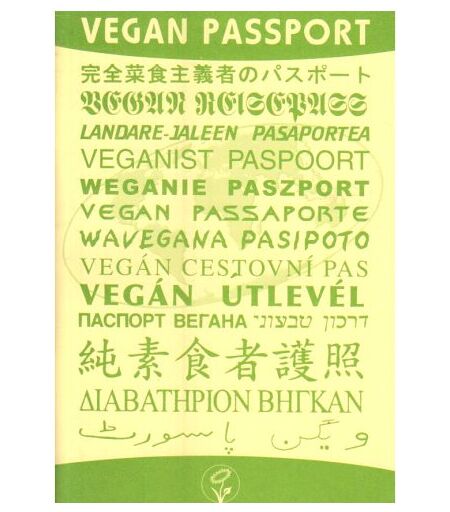 VEGAN PASSPORT
完全菜食主義者のパスポート
VEGAN REISEPASS
LANDARE-JALEEN PASAPORTEA
VEGANIST PASPOORT
WEGANIE PASZPORT
VEGAN PASSAPORTE
WAVEGANA PASIPOTO
VEGÁN CESTOVNÍ PAS
VEGÁN ÚTLEVÉL
ПАСПОРТ ВЕГАНА דרכון טבעוני
純素食者護照
ΔΙΑΒΑΤΗΡΙΟΝ ΒΗΓΚΑΝ
ویگن پاسپورٹ